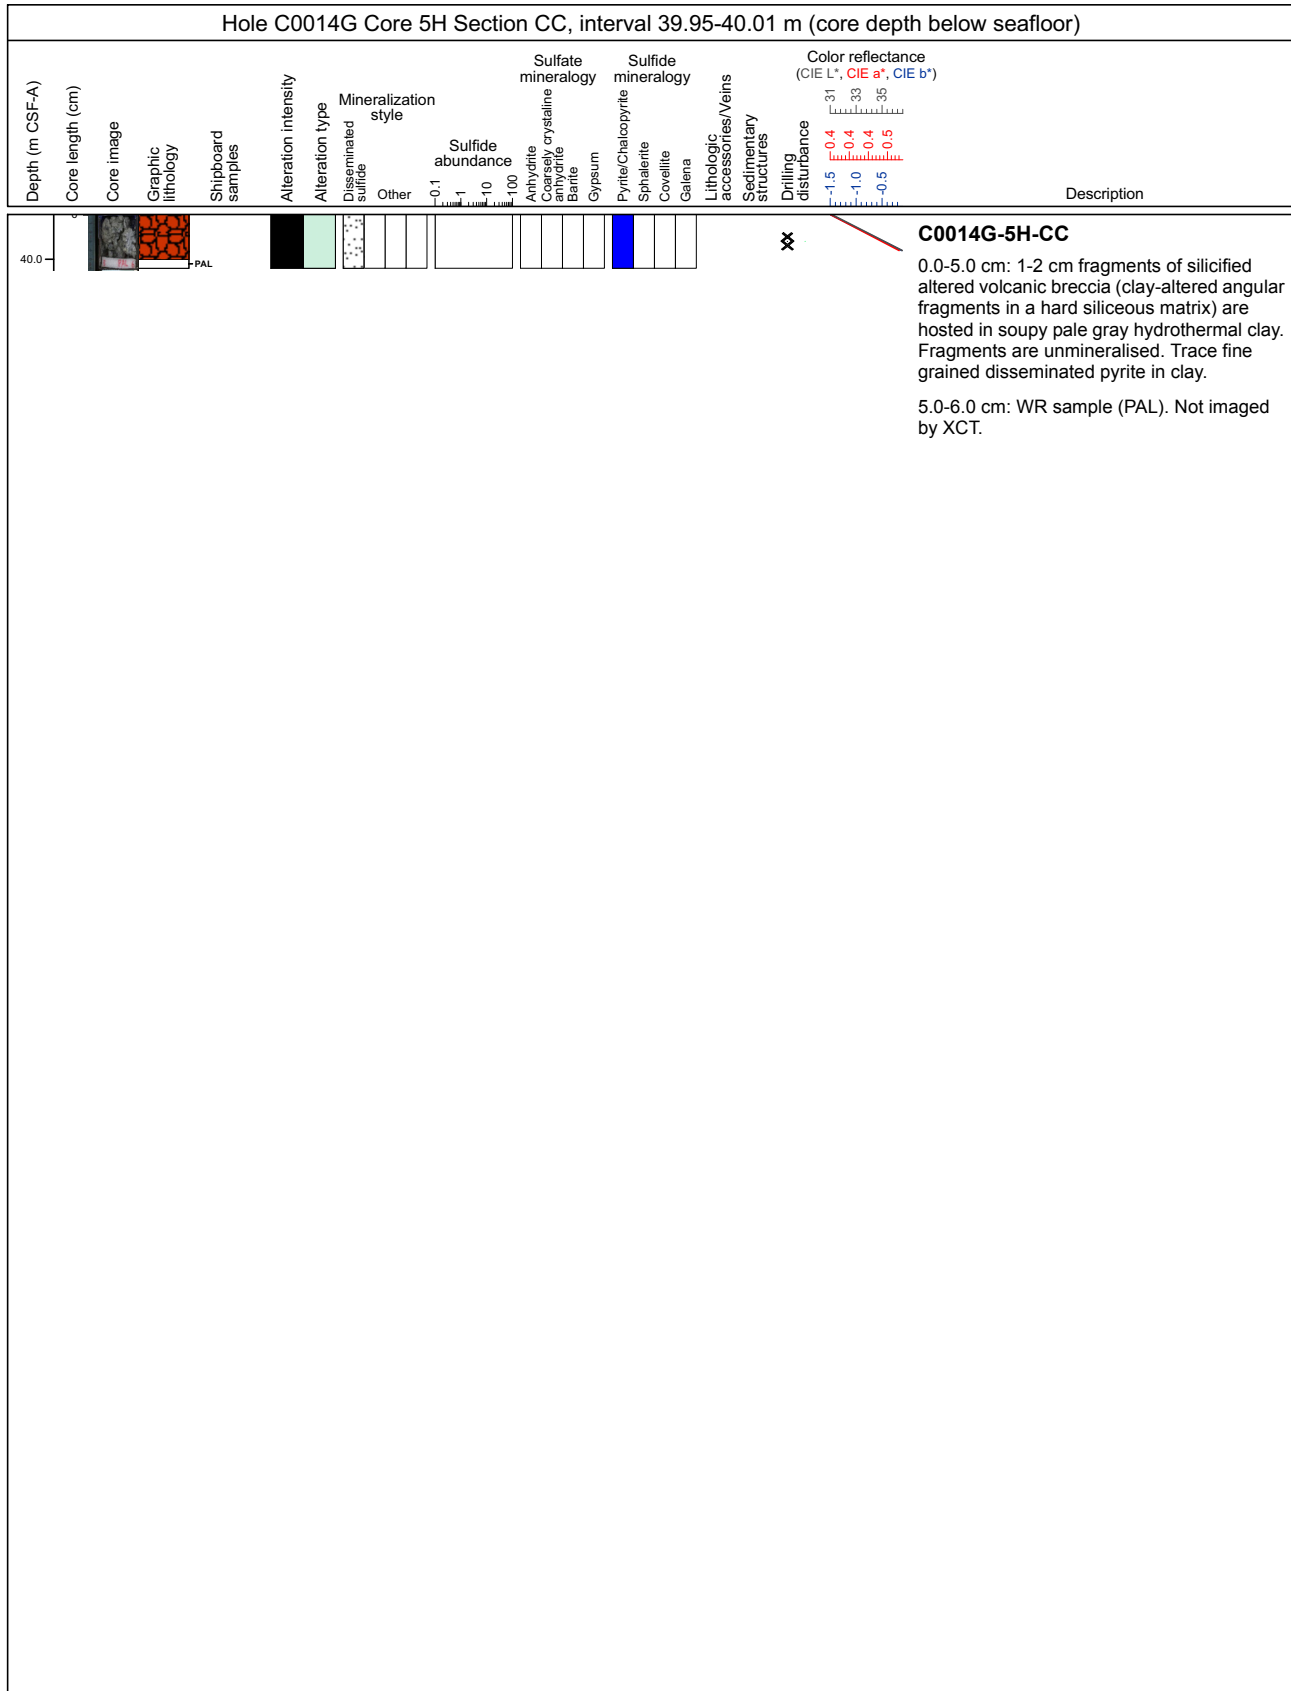 Hole C0014G Core 5H Section CC, interval 39.95-40.01 m (core depth below seafloor)
Depth (m CSF-A)
Core length (cm)
Core image
Graphic
lithology
Shipboard
samples
Alteration intensity
Alteration type
Mineralization
style
Disseminated
sulfide
Other
Sulfide
abundance
0.1
1
10
100
Sulfate
mineralogy
Anhydrite
Coarsely crystaline
anhydrite
Barite
Gypsum
Sulfide
mineralogy
Pyrite/Chalcopyrite
Sphalerite
Covellite
Galena
Lithologic
accessories/Veins
Sedimentary
structures
Drilling
disturbance
Color reflectance
(CIE L*, CIE a*, CIE b*)
31
33
35
0.4
0.4
0.4
0.5
-1.5
-1.0
-0.5
Description
40.0
PAL
C0014G-5H-CC
0.0-5.0 cm: 1-2 cm fragments of silicified
altered volcanic breccia (clay-altered angular
fragments in a hard siliceous matrix) are
hosted in soupy pale gray hydrothermal clay.
Fragments are unmineralised. Trace fine
grained disseminated pyrite in clay.
5.0-6.0 cm: WR sample (PAL). Not imaged
by XCT.